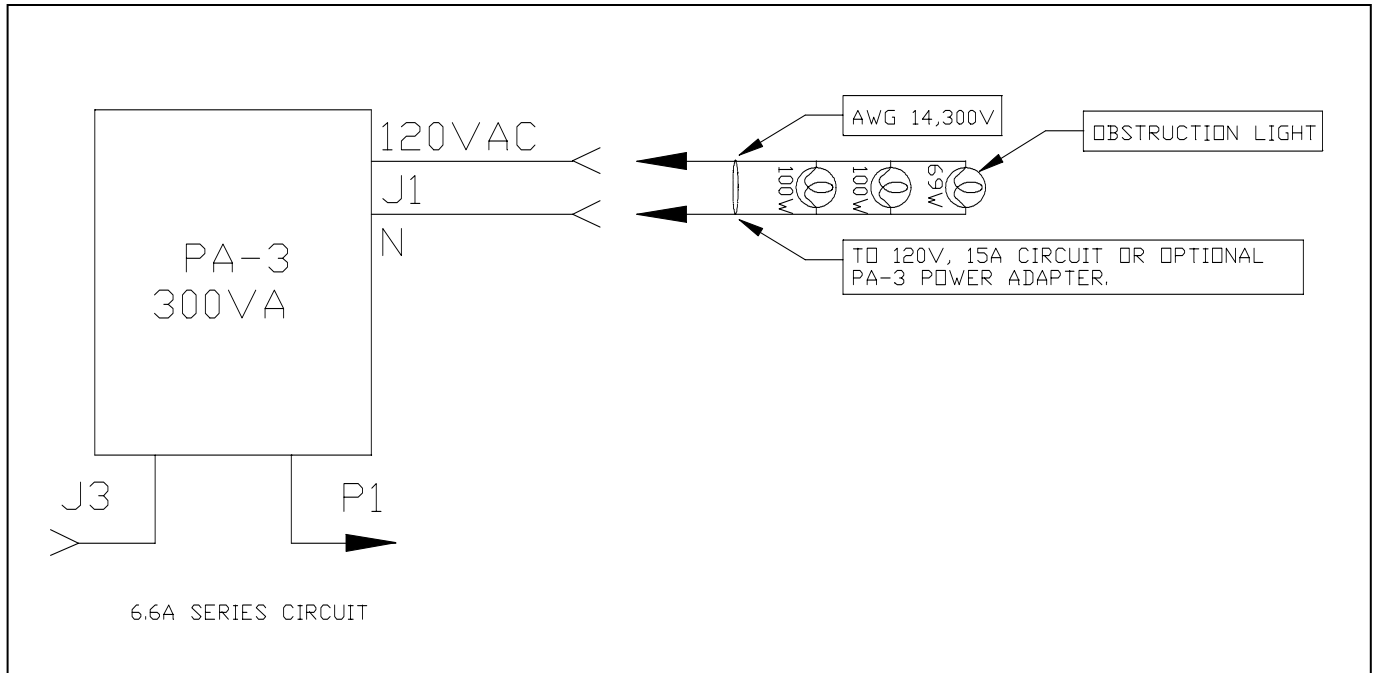 120VAC
J1
N
PA-3
300VA
J3
P1
6.6A SERIES CIRCUIT
AWG 14,300V
OBSTRUCTION LIGHT
100W
100W
69W
TO 120V, 15A CIRCUIT OR OPTIONAL
PA-3 POWER ADAPTER.